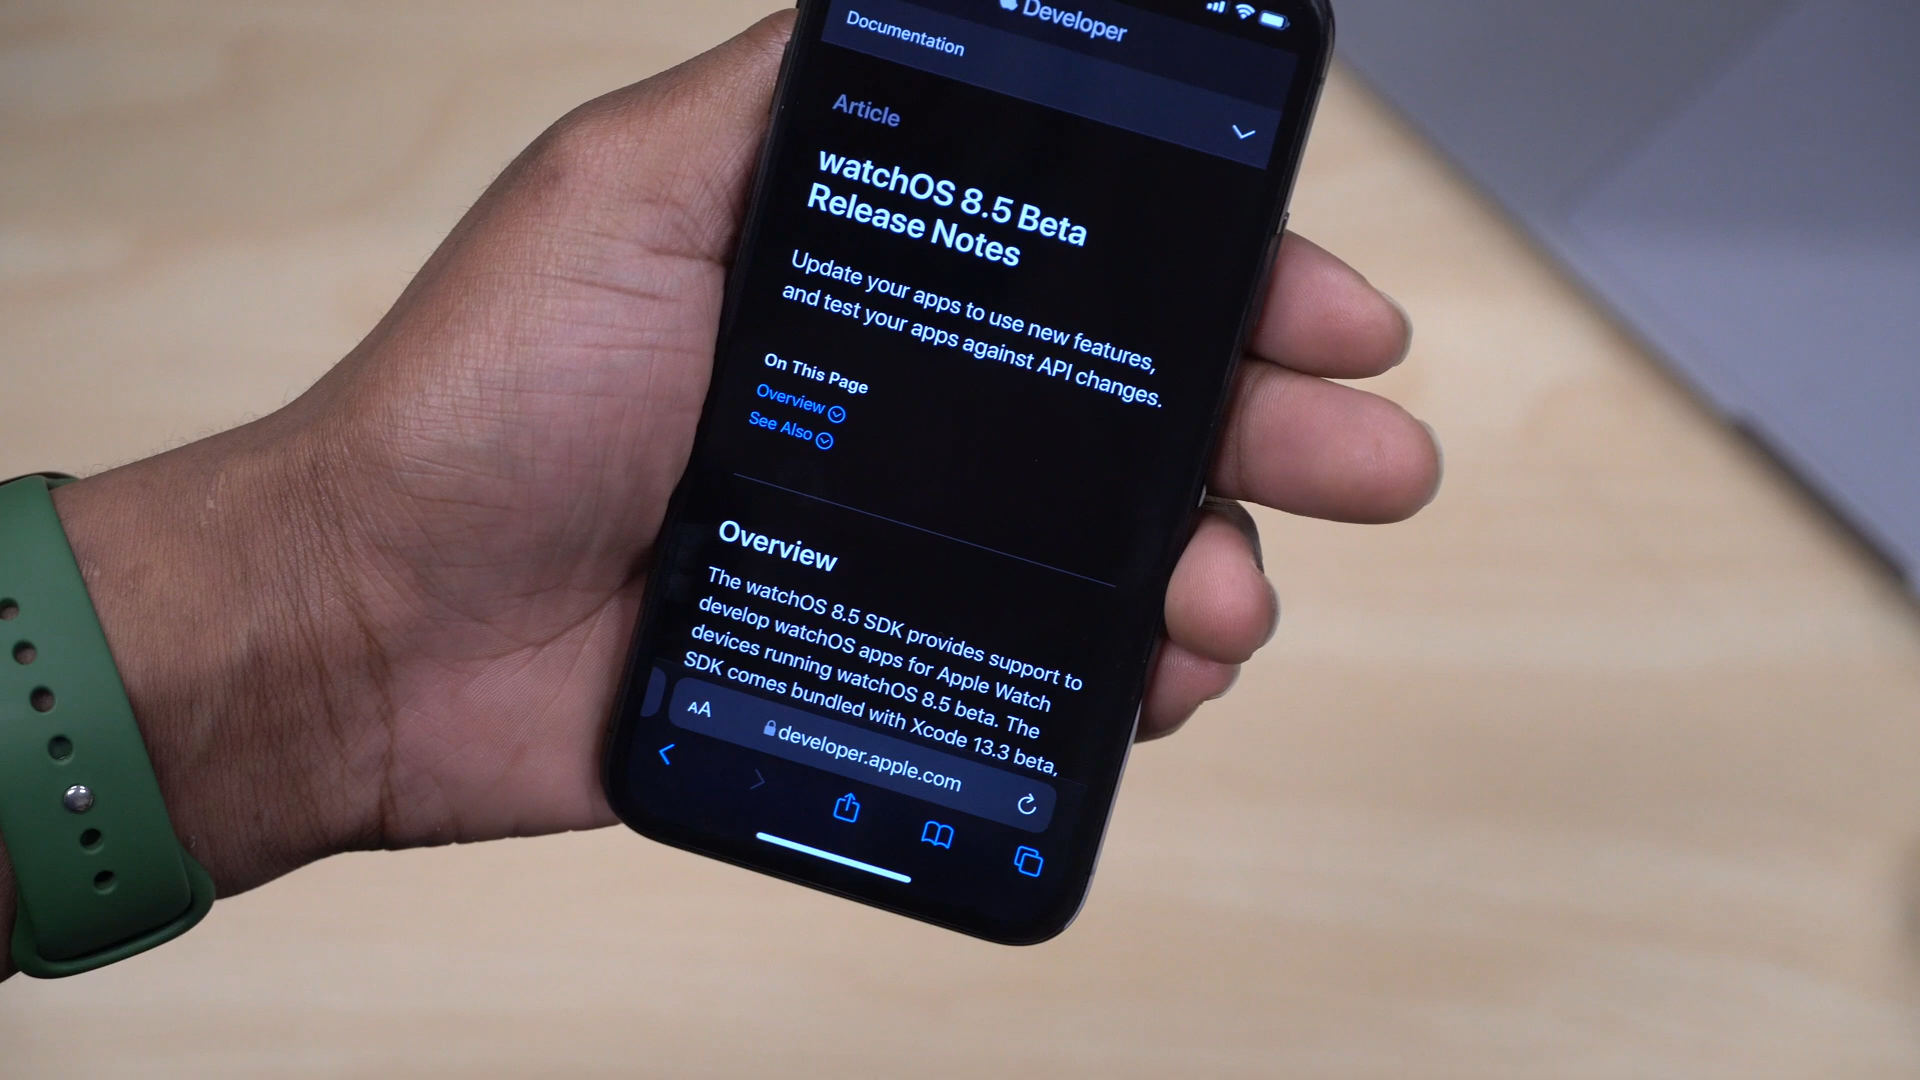 Developer
Documentation
Article
watchOS 8.5 Beta
Release Notes
Update your apps to use new features,
and test your apps against API changes.
On This Page
Overview
See Also
Overview
The watchOS 8.5 SDK provides support to
develop watchOS apps for Apple Watch
devices running watchOS 8.5 beta. The
SDK comes bundled with Xcode 13.3 beta,
AA
developer.apple.com